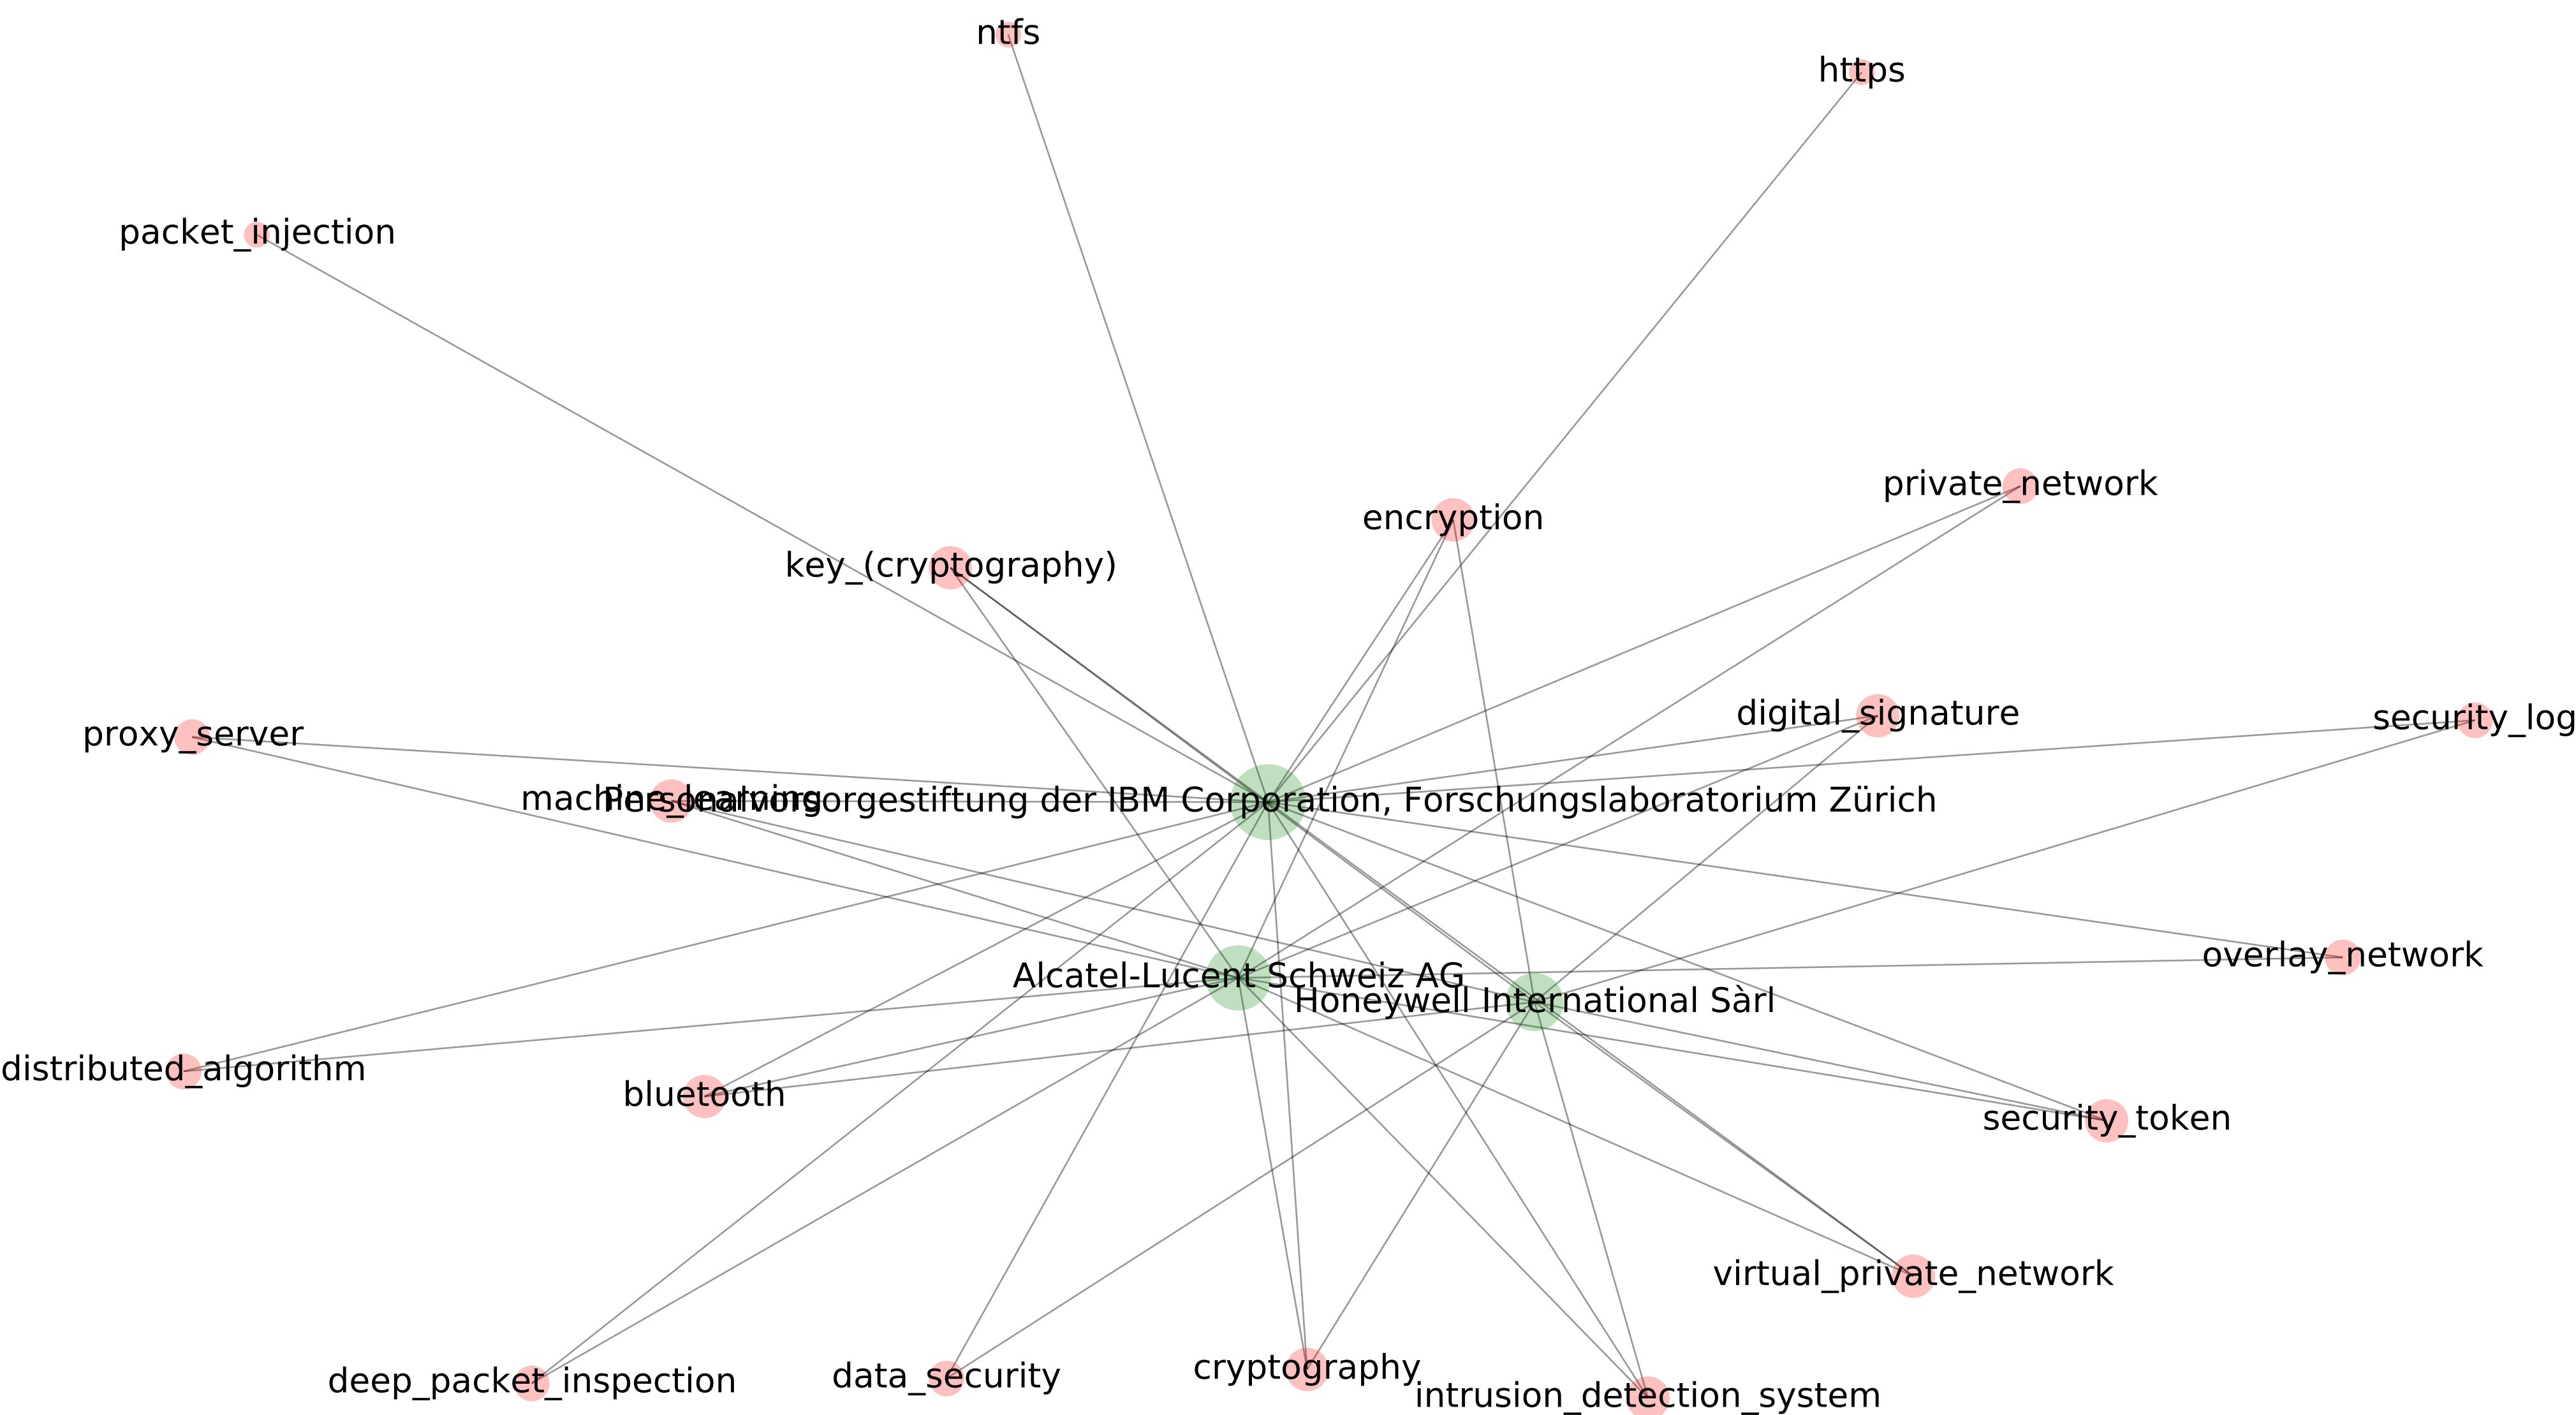 ntfs
https
packet_injection
private_network
encryption
key_(cryptography)
digital_signature
security_log
proxy_server
machine_learning
Personalvorsorgestiftung der IBM Corporation, Forschungslaboratorium Zürich
overlay_network
Alcatel-Lucent Schweiz AG
Honeywell International Sàrl
distributed_algorithm
bluetooth
security_token
virtual_private_network
cryptography
data_security
deep_packet_inspection
intrusion_detection_system